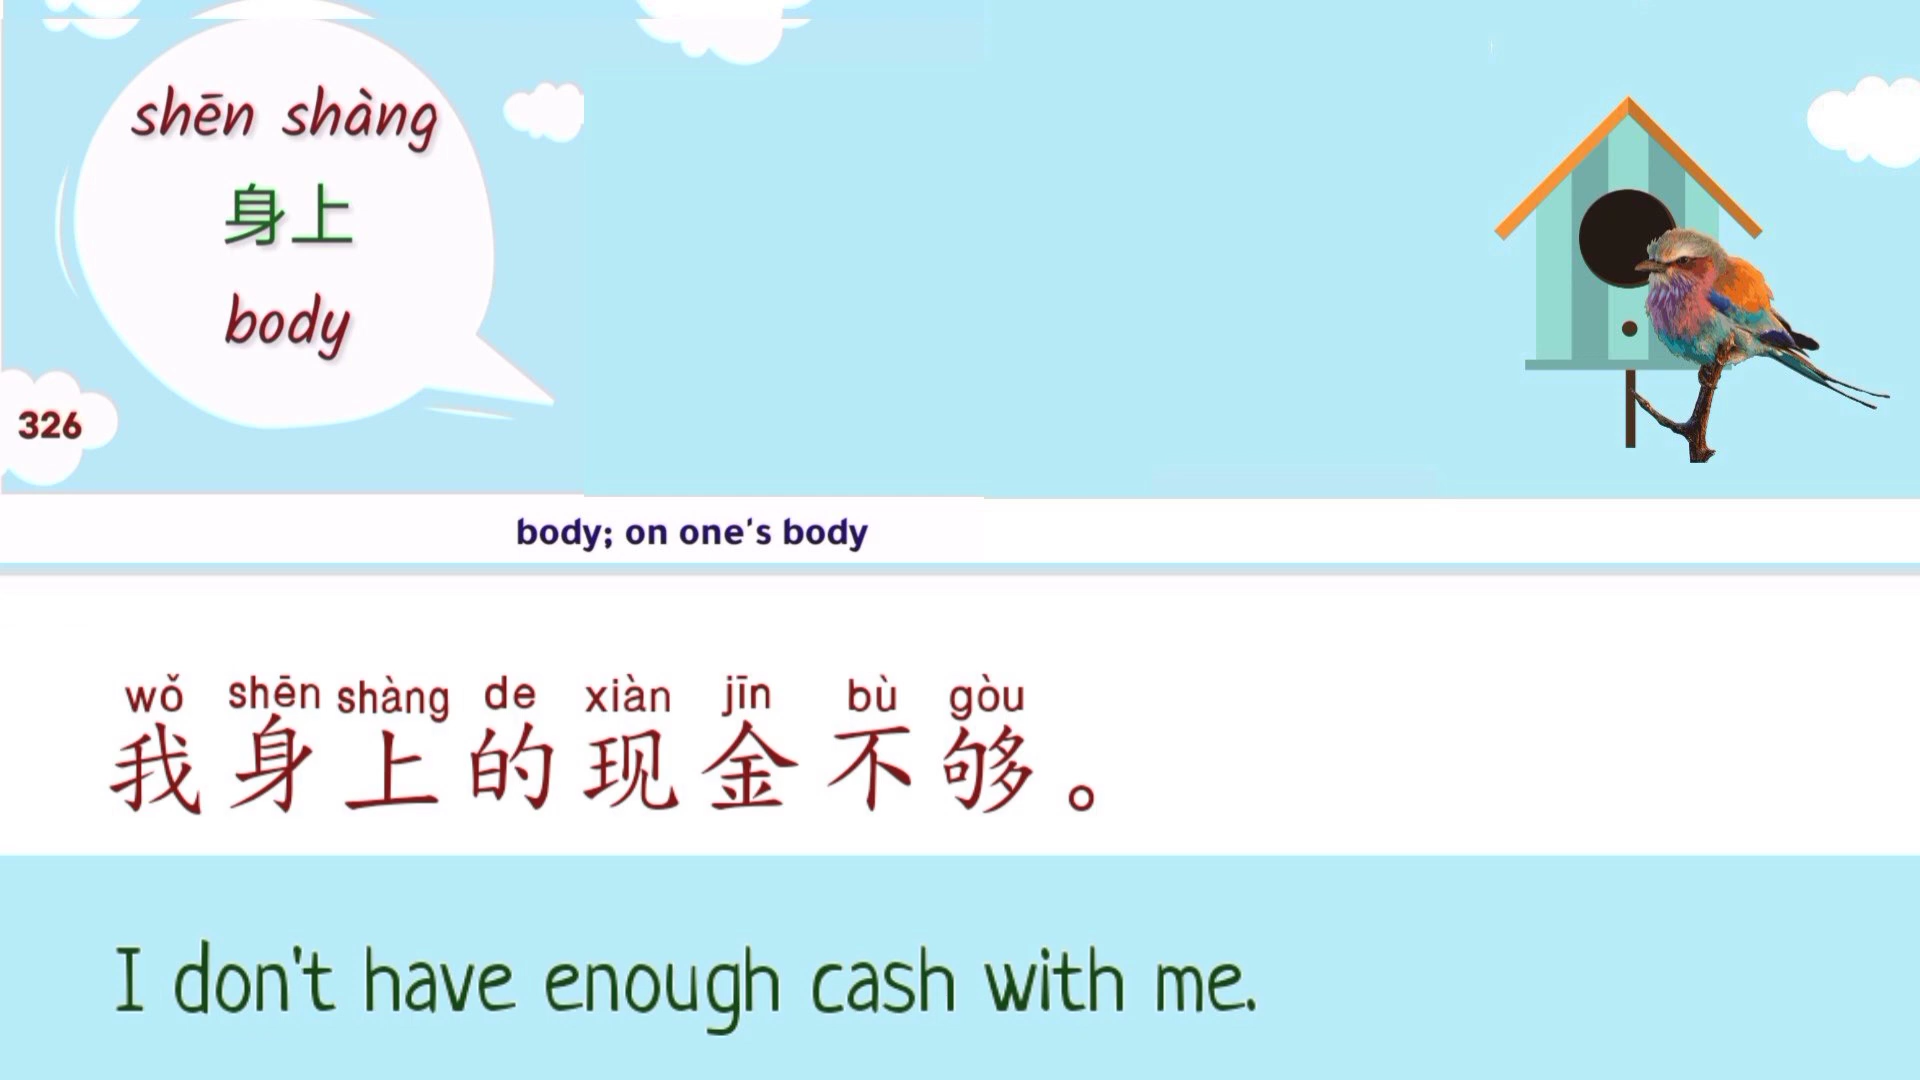 shēn shàng
身上
body
326
body; on one's body
wǒ shēn shàng de xiàn jīn bù gòu
我身上的现金不够。
I don't have enough cash with me.